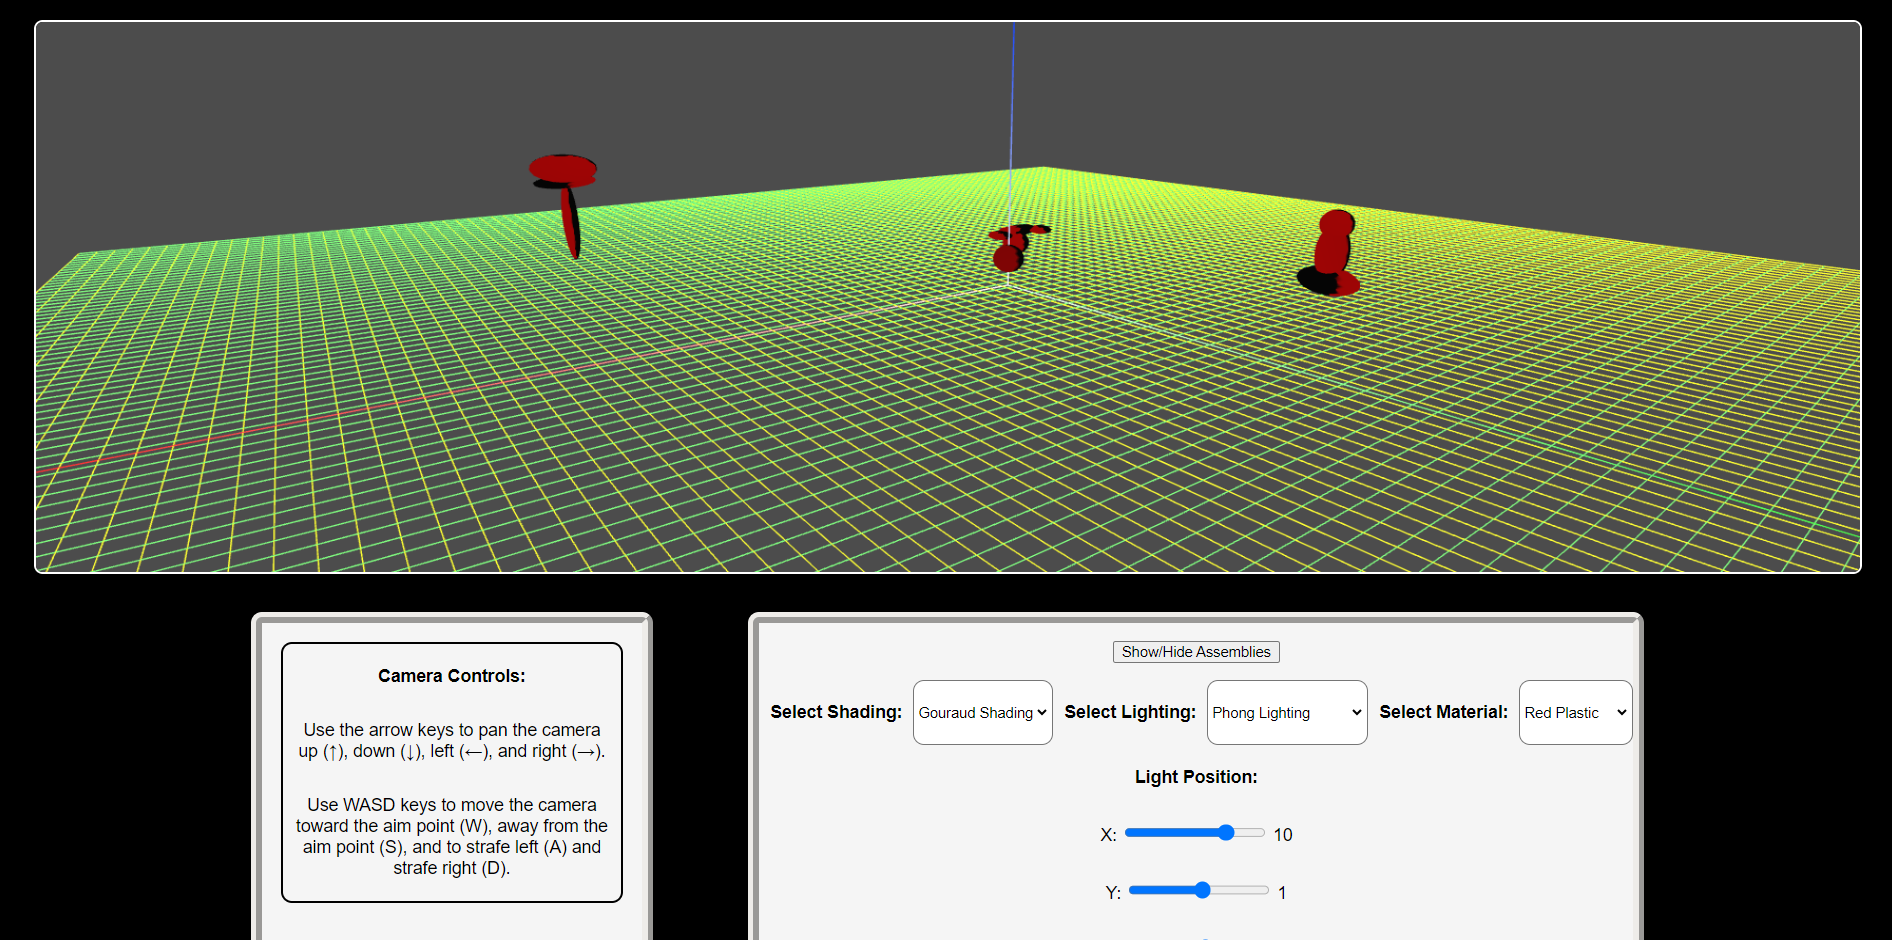 Camera Controls:
Use the arrow keys to pan the camera
up (↑), down (↓), left (←), and right (→).
Use WASD keys to move the camera
toward the aim point (W), away from the
aim point (S), and to strafe left (A) and
strafe right (D).
Show/Hide Assemblies
Select Shading: Gouraud Shading Select Lighting: Phong Lighting Select Material: Red Plastic
Light Position:
X: 10
Y: 1